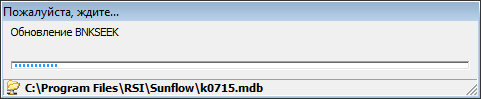 Пожалуйста, ждите...
Обновление BNKSEEK
C:\Program Files\RSI\Sunflow\k0715.mdb